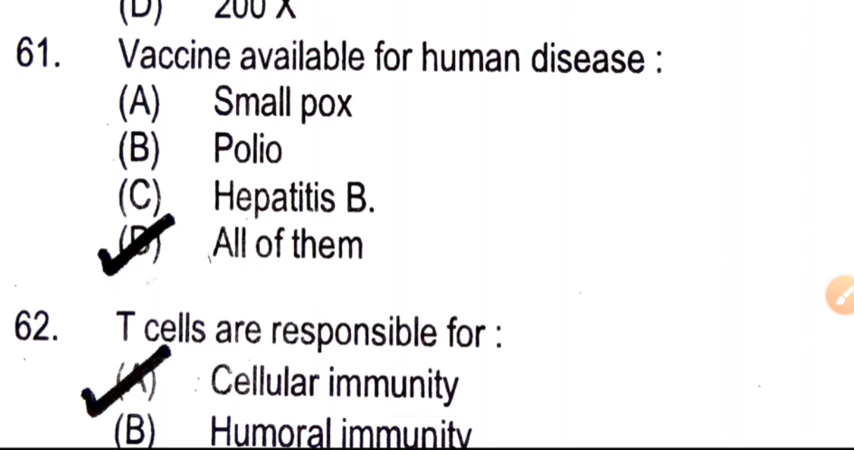 (D) 200 X
61. Vaccine available for human disease :
(A) Small pox
(B) Polio
(C) Hepatitis B.
(D) All of them
62. T cells are responsible for :
(A) Cellular immunity
(B) Humoral immunity